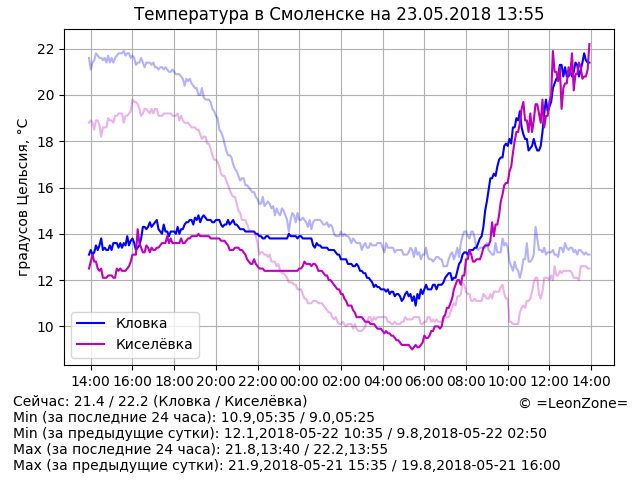 Температура в Смоленске на 23.05.2018 13:55
градусов Цельсия, °C
22
20
18
16
14
12
10
Кловка
Киселёвка
14:00 16:00 18:00 20:00 22:00 00:00 02:00 04:00 06:00 08:00 10:00 12:00 14:00
Сейчас: 21.4 / 22.2 (Кловка / Киселёвка)
© =LeonZone=
Min (за последние 24 часа): 10.9,05:35 / 9.0,05:25
Min (за предыдущие сутки): 12.1,2018-05-22 10:35 / 9.8,2018-05-22 02:50
Max (за последние 24 часа): 21.8,13:40 / 22.2,13:55
Max (за предыдущие сутки): 21.9,2018-05-21 15:35 / 19.8,2018-05-21 16:00